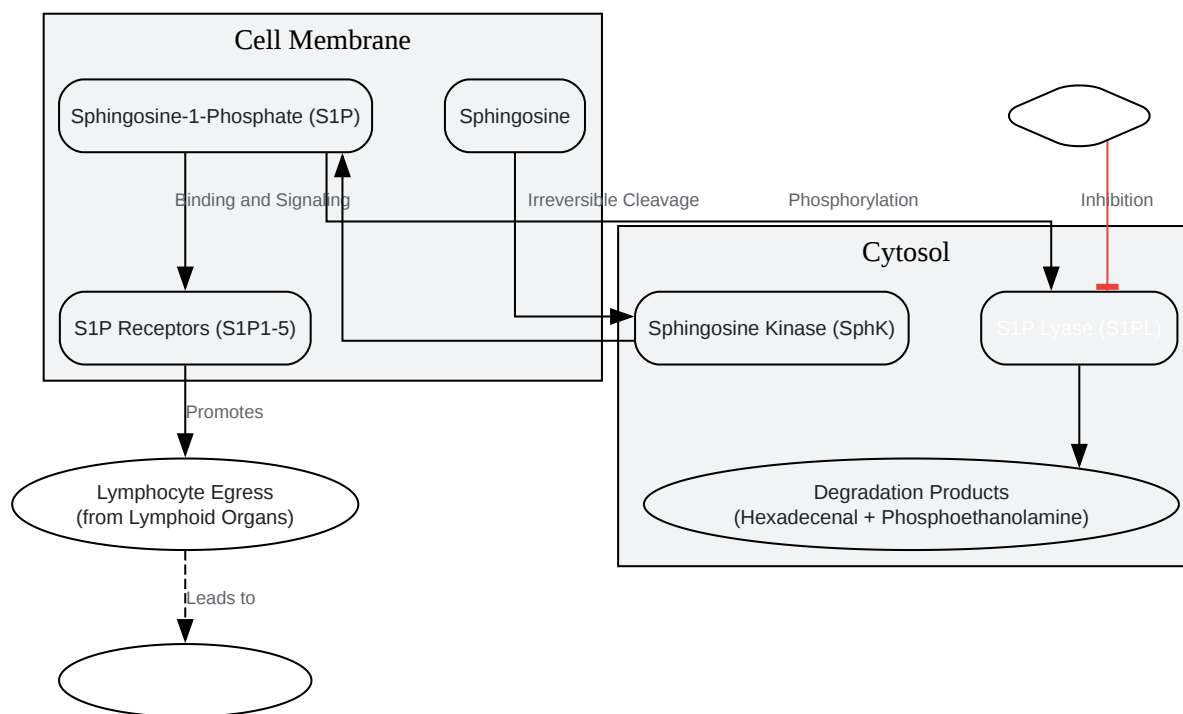 Cell Membrane
Sphingosine-1-Phosphate (S1P)
Sphingosine
Binding and Signaling
Irreversible Cleavage
Phosphorylation
Inhibition
Cytosol
S1P Receptors (S1P1-5)
Sphingosine Kinase (SphK)
S1P Lyase (S1PL)
Promotes
Lymphocyte Egress
(from Lymphoid Organs)
Degradation Products
(Hexadecenal + Phosphoethanolamine)
Leads to